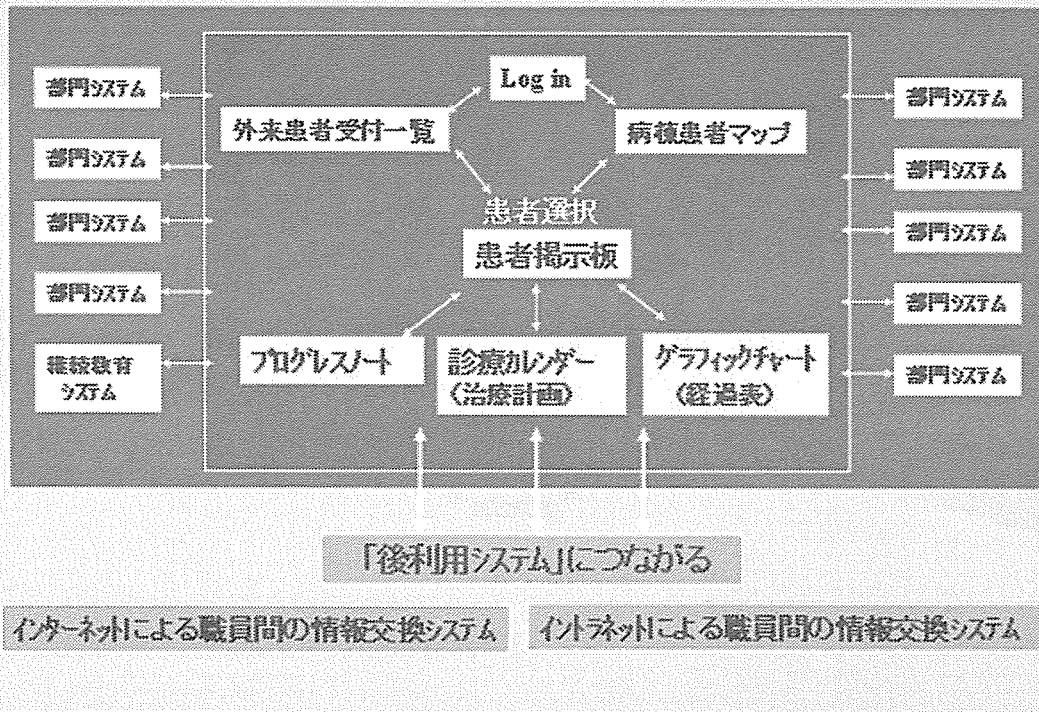 Log in
外来患者受付一覧
病棟患者マップ
患者選択
患者掲示板
プログレスノート
診療カレンダー
(治療計画)
グラフィックチャート
(経過表)
部門システム
部門システム
部門システム
部門システム
継続教育
システム
部門システム
部門システム
部門システム
部門システム
部門システム
「後利用システム」につながる
インターネットによる職員間の情報交換システム
イントラネットによる職員間の情報交換システム